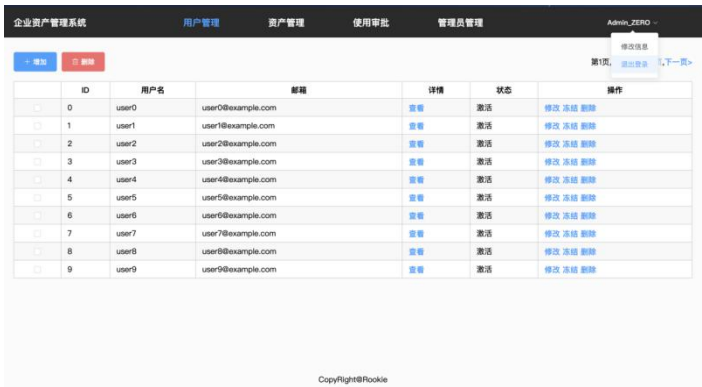 企业资产管理系统 用户管理 资产管理 使用审批 管理员管理 Admin_ZERO
修改信息
+ 增加 删除 第1页, 退出登录 ,下一页>
ID 用户名 邮箱 详情 状态 操作
0 user0 user0@example.com 查看 激活 修改 冻结 删除
1 user1 user1@example.com 查看 激活 修改 冻结 删除
2 user2 user2@example.com 查看 激活 修改 冻结 删除
3 user3 user3@example.com 查看 激活 修改 冻结 删除
4 user4 user4@example.com 查看 激活 修改 冻结 删除
5 user5 user5@example.com 查看 激活 修改 冻结 删除
6 user6 user6@example.com 查看 激活 修改 冻结 删除
7 user7 user7@example.com 查看 激活 修改 冻结 删除
8 user8 user8@example.com 查看 激活 修改 冻结 删除
9 user9 user9@example.com 查看 激活 修改 冻结 删除
CopyRight@Rookie